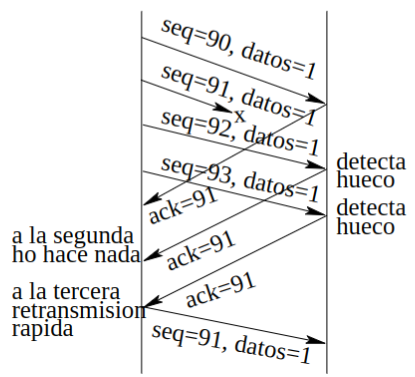 seq=90, datos=1
seq=91, datos=1
x
seq=92, datos=1
seq=93, datos=1
detecta
hueco
ack=91
detecta
hueco
a la segunda
ho hace nada
ack=91
a la tercera
retransmision
rapida
ack=91
seq=91, datos=1